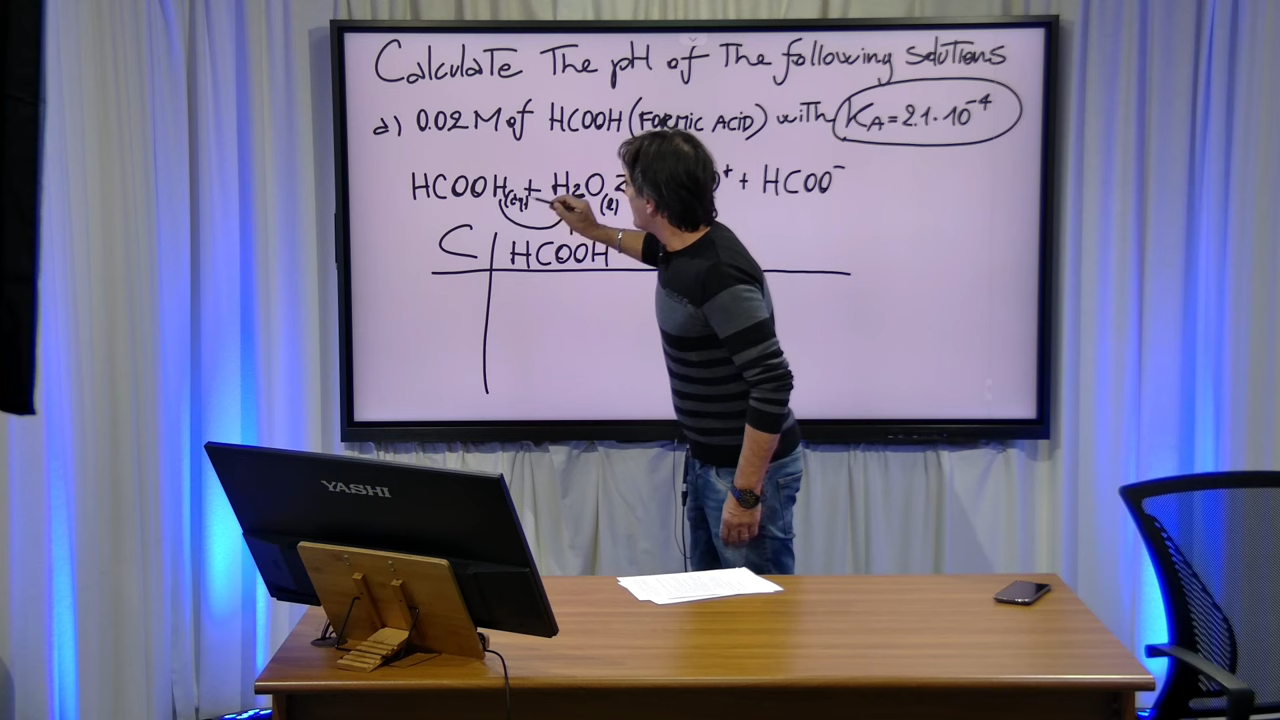 Calculate The pH of The following solutions
a) 0.02 M of HCOOH (FORMIC ACID) with KA = 2.1 · 10⁻⁴
HCOOH(aq) + H2O(l) O⁺ + HCOO⁻
C HCOOH
YASHI